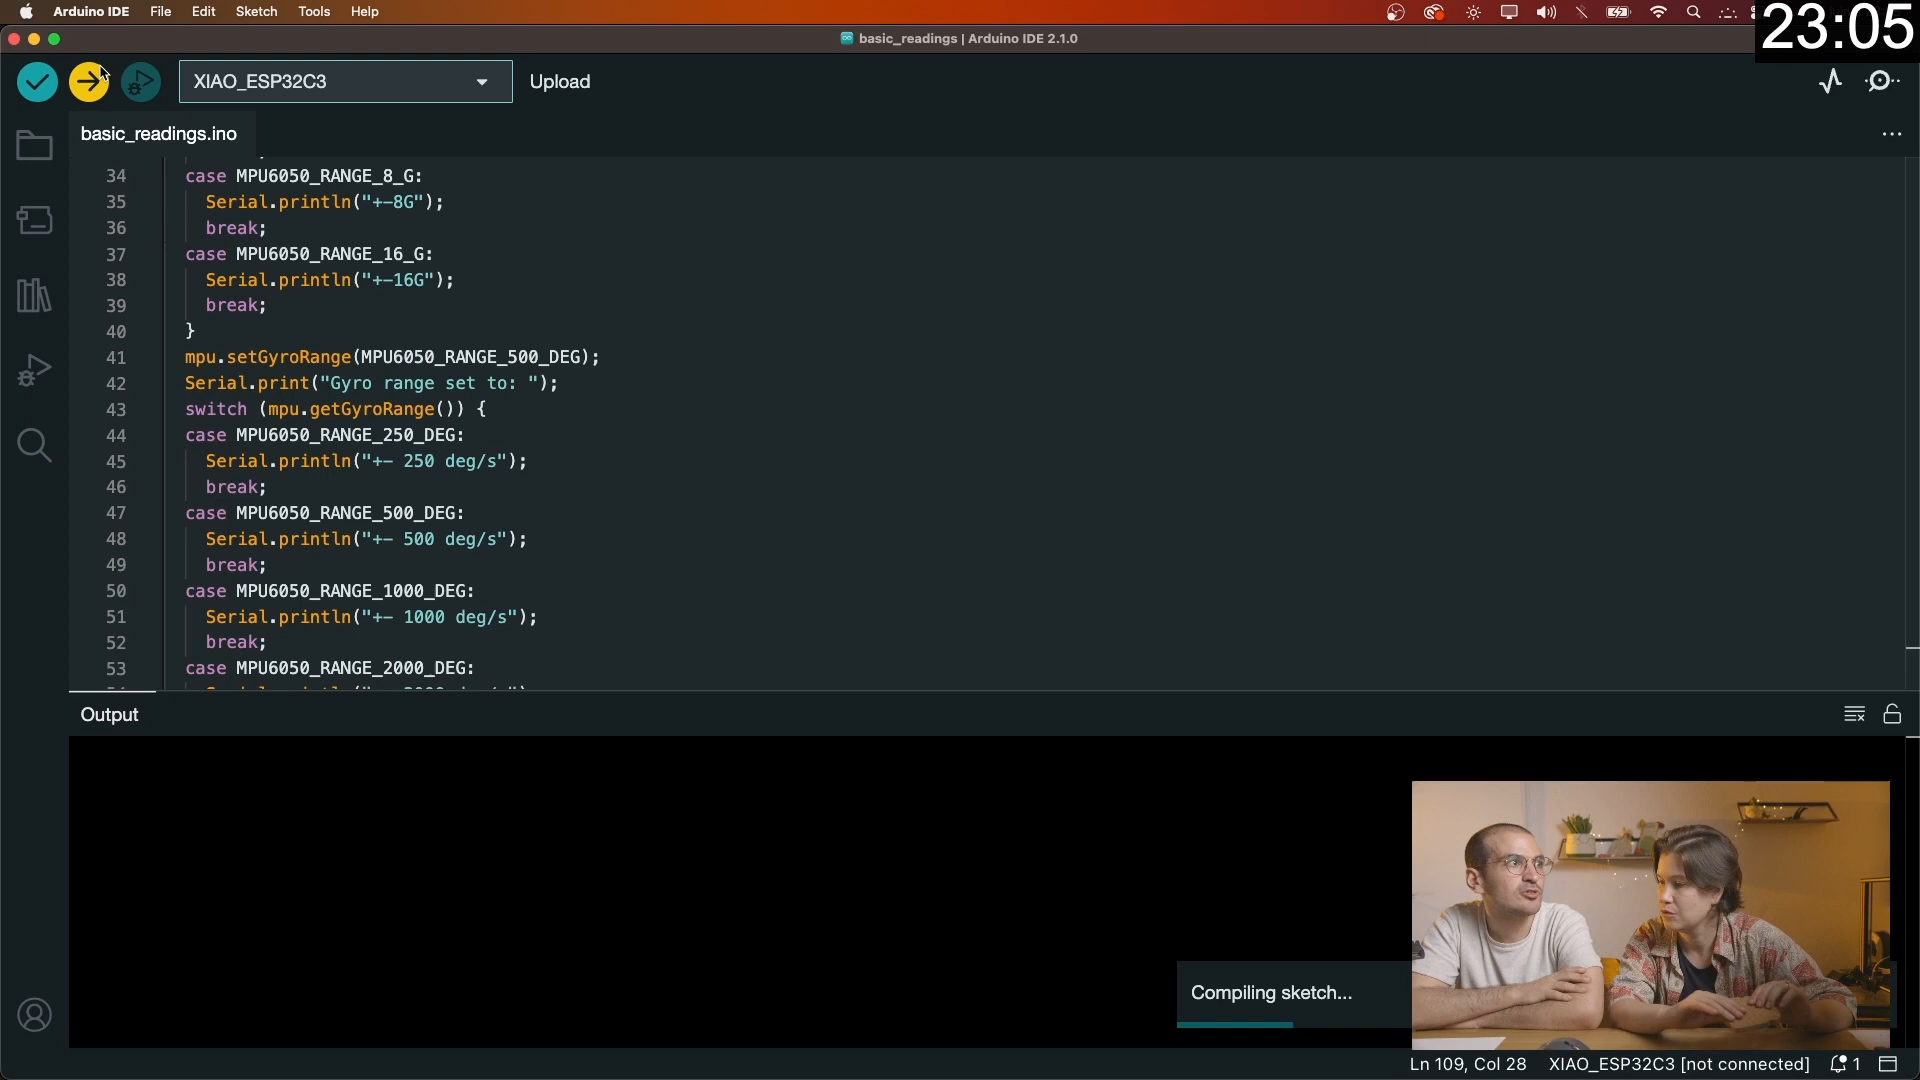 Arduino IDE File Edit Sketch Tools Help
23:05
basic_readings | Arduino IDE 2.1.0
XIAO_ESP32C3 Upload
basic_readings.ino
34 case MPU6050_RANGE_8_G:
35 Serial.println("+-8G");
36 break;
37 case MPU6050_RANGE_16_G:
38 Serial.println("+-16G");
39 break;
40 }
41 mpu.setGyroRange(MPU6050_RANGE_500_DEG);
42 Serial.print("Gyro range set to: ");
43 switch (mpu.getGyroRange()) {
44 case MPU6050_RANGE_250_DEG:
45 Serial.println("+- 250 deg/s");
46 break;
47 case MPU6050_RANGE_500_DEG:
48 Serial.println("+- 500 deg/s");
49 break;
50 case MPU6050_RANGE_1000_DEG:
51 Serial.println("+- 1000 deg/s");
52 break;
53 case MPU6050_RANGE_2000_DEG:
Output
Compiling sketch...
Ln 109, Col 28 XIAO_ESP32C3 [not connected] 1